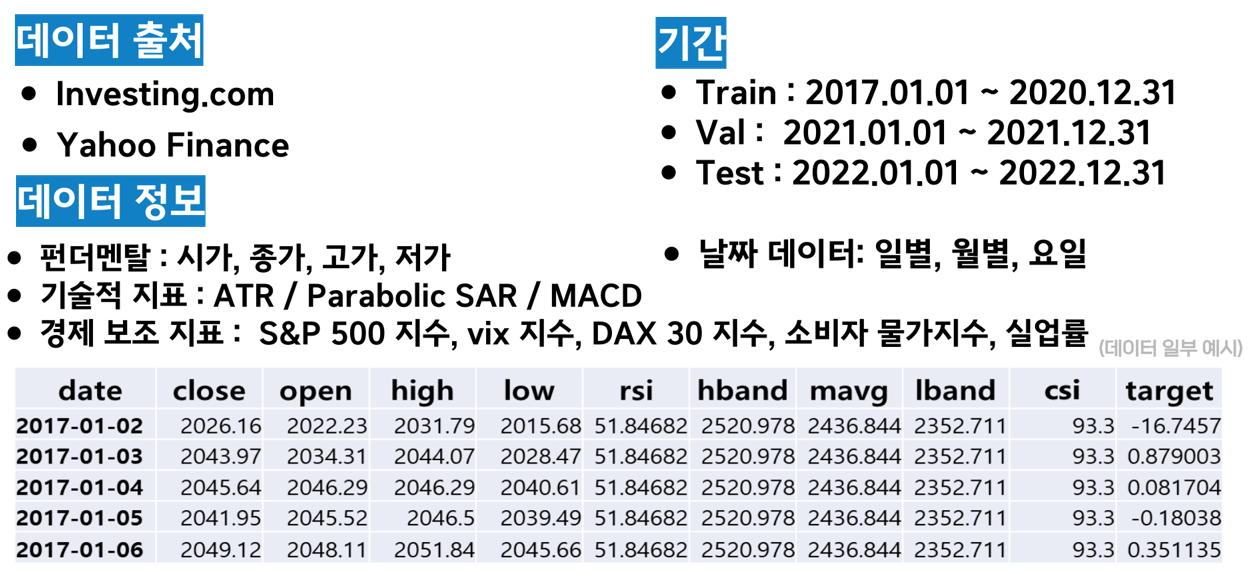 데이터 출처
• Investing.com
• Yahoo Finance
기간
• Train : 2017.01.01 ~ 2020.12.31
• Val : 2021.01.01 ~ 2021.12.31
• Test : 2022.01.01 ~ 2022.12.31
• 날짜 데이터: 일별, 월별, 요일
데이터 정보
• 펀더멘탈 : 시가, 종가, 고가, 저가
• 기술적 지표 : ATR / Parabolic SAR / MACD
• 경제 보조 지표 : S&P 500 지수, vix 지수, DAX 30 지수, 소비자 물가지수, 실업률
(데이터 일부 예시)
date close open high low rsi hband mavg lband csi target
2017-01-02 2026.16 2022.23 2031.79 2015.68 51.84682 2520.978 2436.844 2352.711 93.3 -16.7457
2017-01-03 2043.97 2034.31 2044.07 2028.47 51.84682 2520.978 2436.844 2352.711 93.3 0.879003
2017-01-04 2045.64 2046.29 2046.29 2040.61 51.84682 2520.978 2436.844 2352.711 93.3 0.081704
2017-01-05 2041.95 2045.52 2046.5 2039.49 51.84682 2520.978 2436.844 2352.711 93.3 -0.18038
2017-01-06 2049.12 2048.11 2051.84 2045.66 51.84682 2520.978 2436.844 2352.711 93.3 0.351135